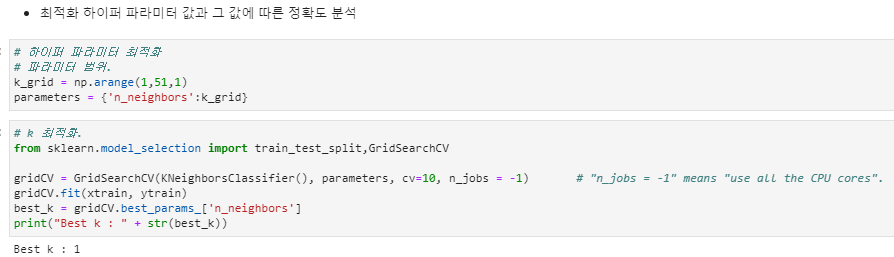 • 최적화 하이퍼 파라미터 값과 그 값에 따른 정확도 분석
# 하이퍼 파라미터 최적화
# 파라미터 범위.
k_grid = np.arange(1,51,1)
parameters = {'n_neighbors':k_grid}
# k 최적화.
from sklearn.model_selection import train_test_split,GridSearchCV
gridCV = GridSearchCV(KNeighborsClassifier(), parameters, cv=10, n_jobs = -1)       # "n_jobs = -1" means "use all the CPU cores".
gridCV.fit(xtrain, ytrain)
best_k = gridCV.best_params_['n_neighbors']
print("Best k : " + str(best_k))
Best k : 1